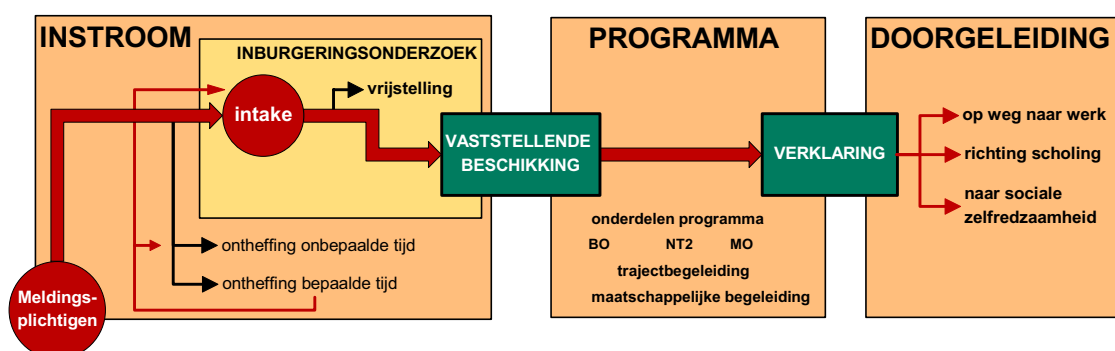 INSTROOM
INBURGERINGSONDERZOEK
vrijstelling
intake
ontheffing onbepaalde tijd
ontheffing bepaalde tijd
Meldings-
plichtigen
VASTSTELLENDE
BESCHIKKING
PROGRAMMA
onderdelen programma
BO NT2 MO
trajectbegeleiding
maatschappelijke begeleiding
VERKLARING
DOORGELEIDING
op weg naar werk
richting scholing
naar sociale
zelfredzaamheid